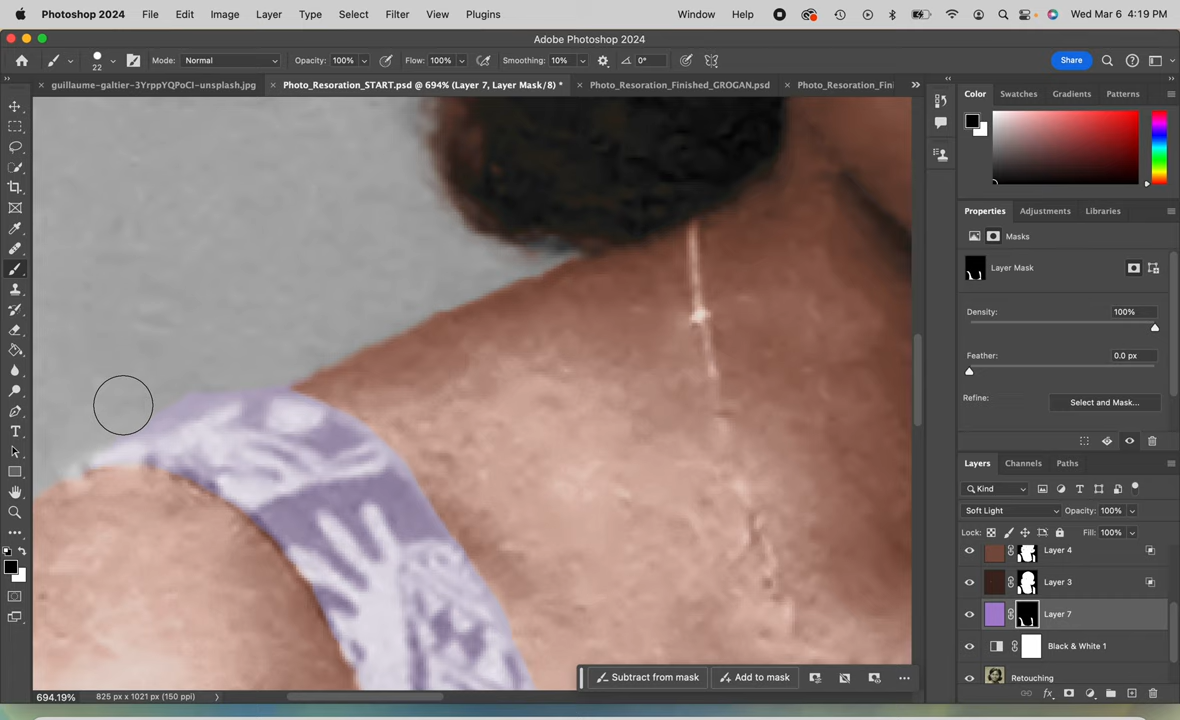 Photoshop 2024 File Edit Image Layer Type Select Filter View Plugins Window Help Wed Mar 6 4:19 PM
Adobe Photoshop 2024
22 Mode: Normal Opacity: 100% Flow: 100% Smoothing: 10% 0° Share
× guillaume-galtier-3YrppYQPoCI-unsplash.jpg × Photo_Resoration_START.psd @ 694% (Layer 7, Layer Mask/8) * × Photo_Resoration_Finished_GROGAN.psd × Photo_Resoration_Fini
Color Swatches Gradients Patterns
Properties Adjustments Libraries
Masks
Layer Mask
Density: 100%
Feather: 0.0 px
Refine: Select and Mask...
Layers Channels Paths
Kind
Soft Light Opacity: 100%
Lock: Fill: 100%
Layer 4
Layer 3
Layer 7
Black & White 1
Retouching
Subtract from mask Add to mask
694.19% 825 px x 1021 px (150 ppi)